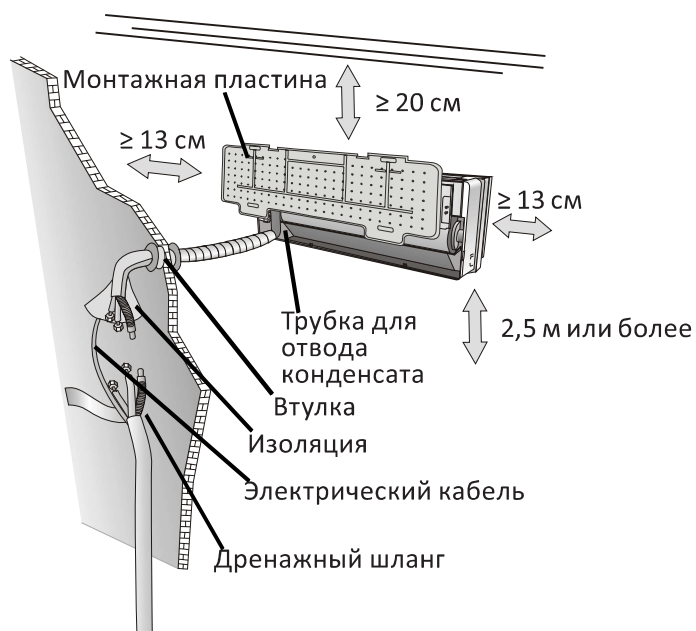 Монтажная пластина
≥ 20 см
≥ 13 см
≥ 13 см
2,5 м или более
Трубка для
отвода
конденсата
Втулка
Изоляция
Электрический кабель
Дренажный шланг